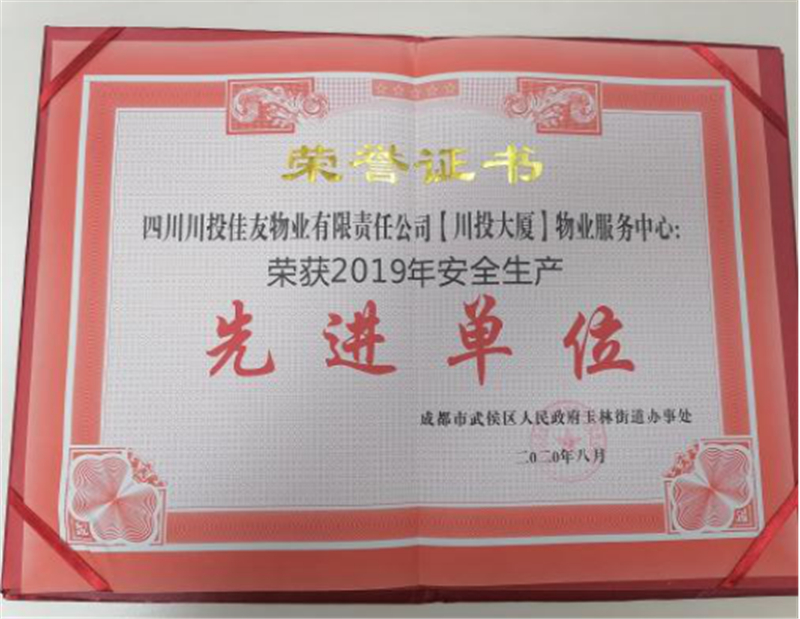 荣誉证书
四川川投佳友物业有限责任公司【川投大厦】物业服务中心:
荣获2019年安全生产
先进单位
成都市武侯区人民政府玉林街道办事处
二〇二〇年八月